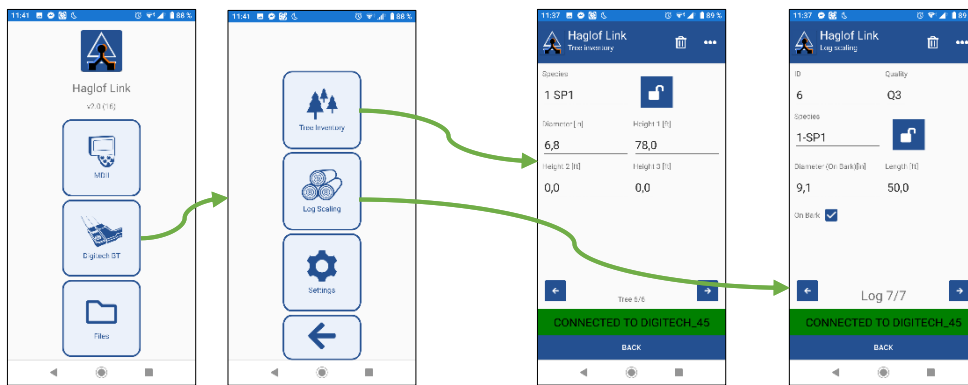 11:41
88 %
Haglof Link
v2.0 (16)
MDII
Digitech BT
Files
11:41
88 %
Tree Inventory
Log Scaling
Settings
11:37
89 %
Haglof Link
Tree inventory
Species
1 SP1
Diameter [in]
Height 1 [ft]
6,8
78,0
Height 2 [ft]
Height 3 [ft]
0,0
0,0
Tree 6/6
CONNECTED TO DIGITECH_45
BACK
11:37
89
Haglof Link
Log scaling
ID
Quality
6
Q3
Species
1-SP1
Diameter (On Bark)[in]
Length [ft]
9,1
50,0
On Bark
Log 7/7
CONNECTED TO DIGITECH_45
BACK